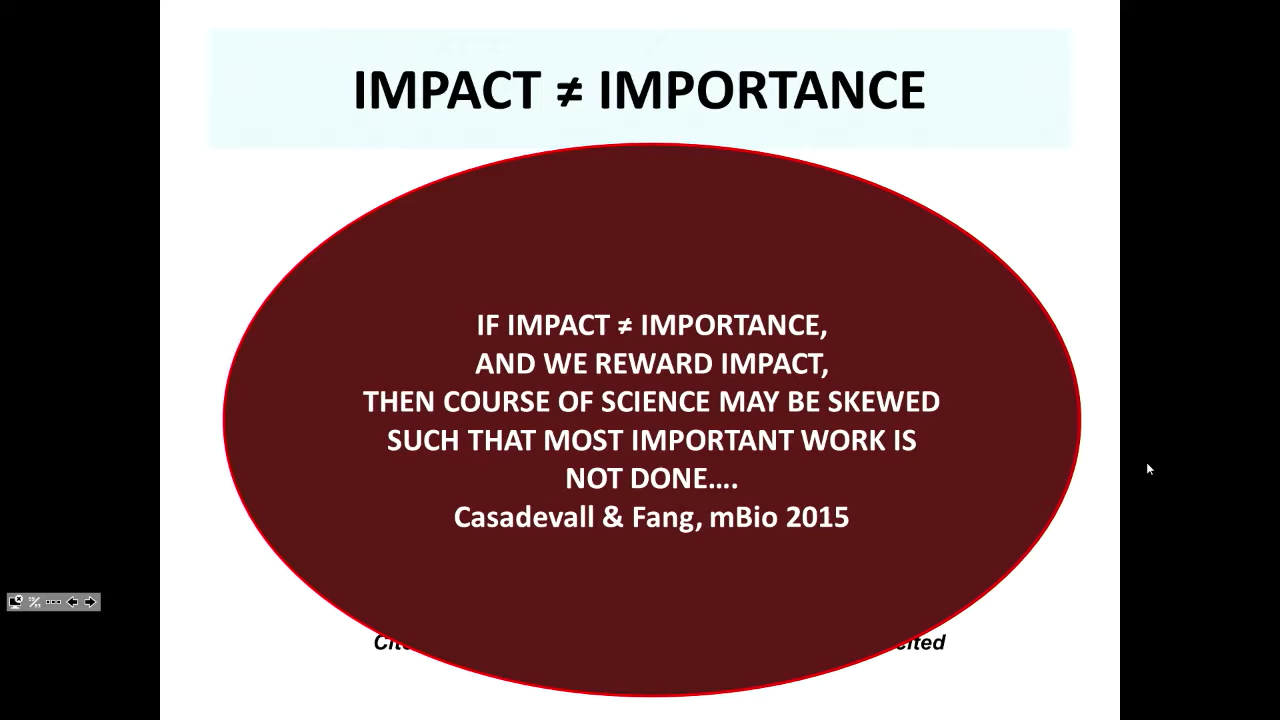 IMPACT ≠ IMPORTANCE
IF IMPACT ≠ IMPORTANCE,
AND WE REWARD IMPACT,
THEN COURSE OF SCIENCE MAY BE SKEWED
SUCH THAT MOST IMPORTANT WORK IS
NOT DONE….
Casadevall & Fang, mBio 2015